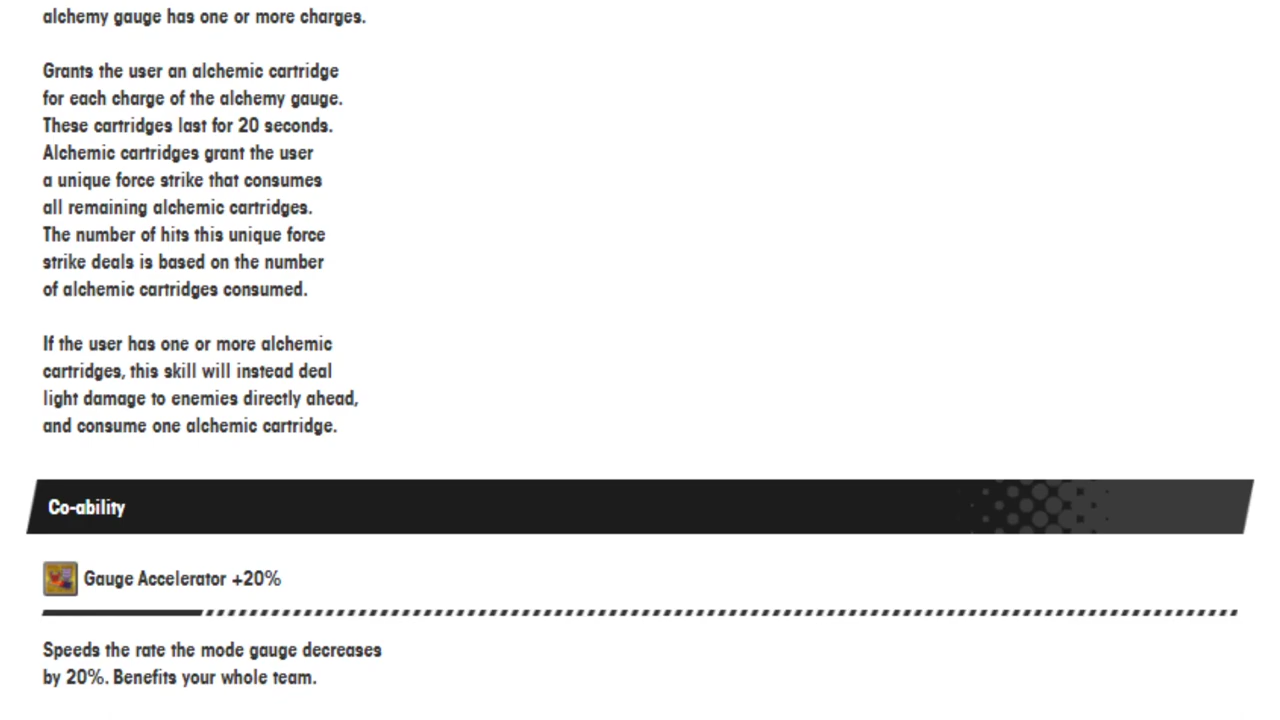 alchemy gauge has one or more charges.
Grants the user an alchemic cartridge
for each charge of the alchemy gauge.
These cartridges last for 20 seconds.
Alchemic cartridges grant the user
a unique force strike that consumes
all remaining alchemic cartridges.
The number of hits this unique force
strike deals is based on the number
of alchemic cartridges consumed.
If the user has one or more alchemic
cartridges, this skill will instead deal
light damage to enemies directly ahead,
and consume one alchemic cartridge.
Co-ability
Gauge Accelerator +20%
Speeds the rate the mode gauge decreases
by 20%. Benefits your whole team.